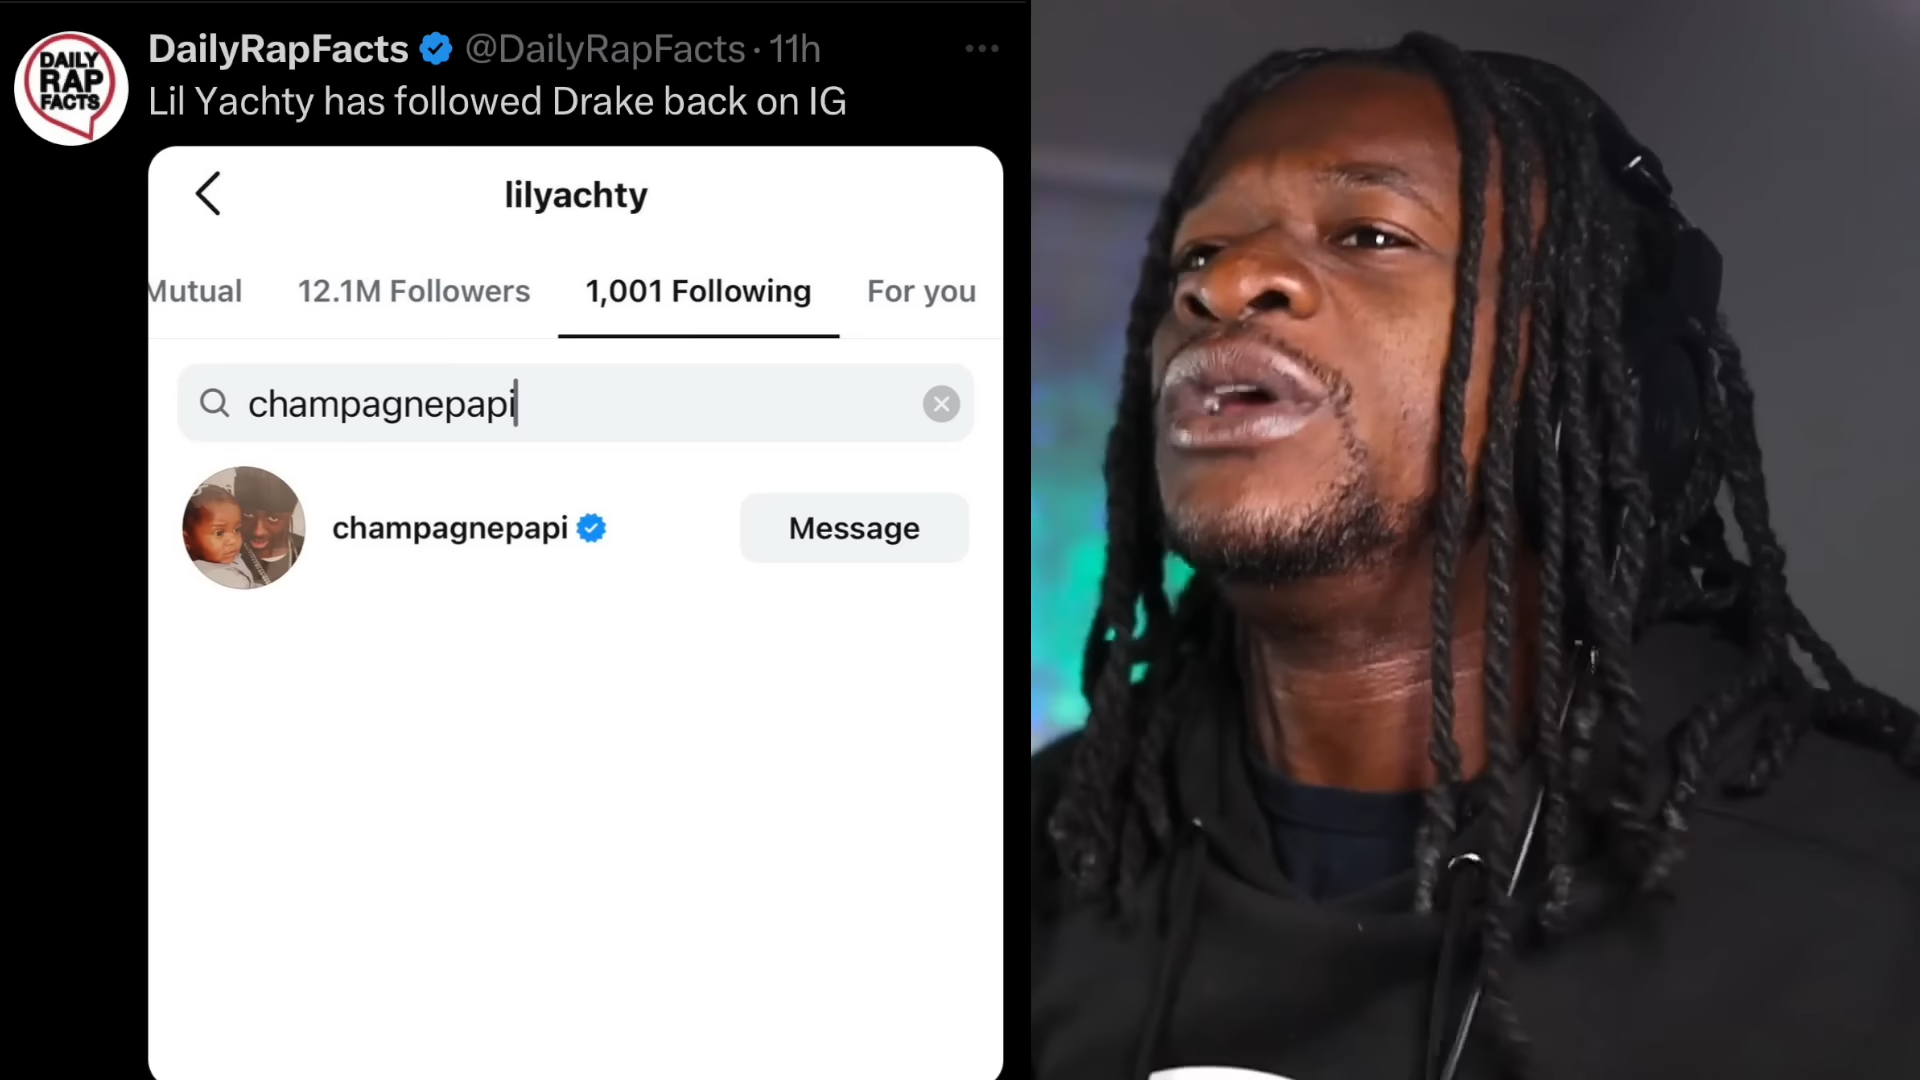 DAILY
RAP
FACTS
DailyRapFacts @DailyRapFacts · 11h
Lil Yachty has followed Drake back on IG
lilyachty
Mutual 12.1M Followers 1,001 Following For you
champagnepapi
champagnepapi Message